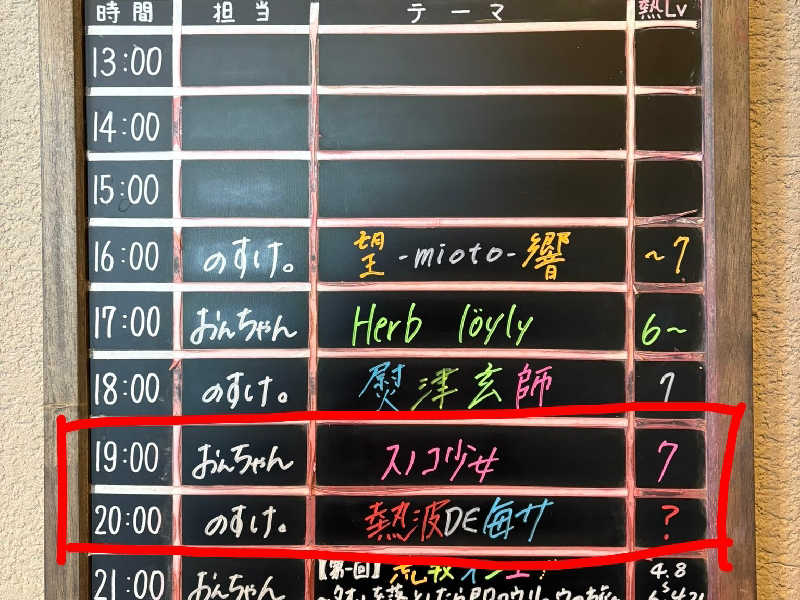 時間 担当 テーマ 熱Lv
13:00
14:00
15:00
16:00 のすけ。 望 -mioto- 響 ~7
17:00 おんちゃん Herb löyly 6~
18:00 のすけ。 熨津玄師 7
19:00 おんちゃん スノコ少女 7
20:00 のすけ。 熱波DE毎サ ?
21:00 おんちゃん 【第一回】 4.8